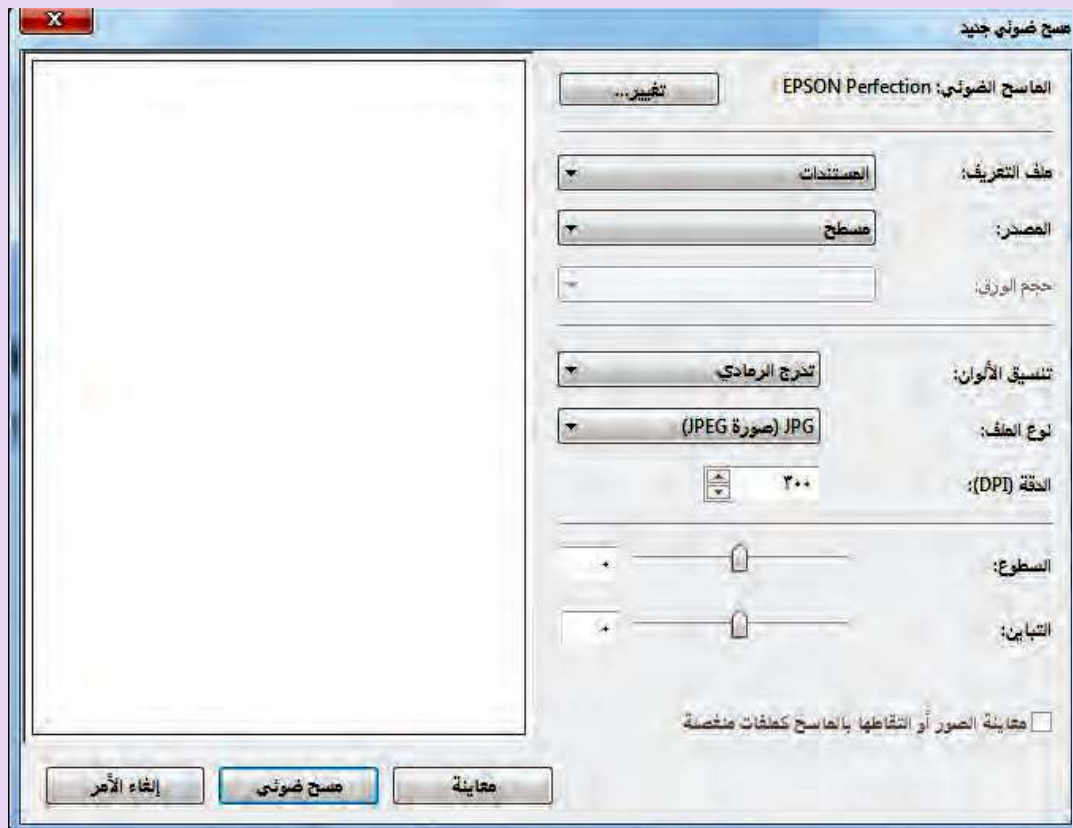 مسح ضوئي جديد
الماسح الضوئي: EPSON Perfection
تغيير...
ملف التعريف: المستندات
المصدر: مسطح
حجم الورق:
تنسيق الألوان: تدرج الرمادي
نوع الملف: JPG (صورة JPEG)
الدقة (DPI): ٣٠٠
السطوع: ٠
التباين: ٠
معاينة الصور أو التقاطها بالماسح كملفات منفصلة
معاينة
مسح ضوئي
إلغاء الأمر